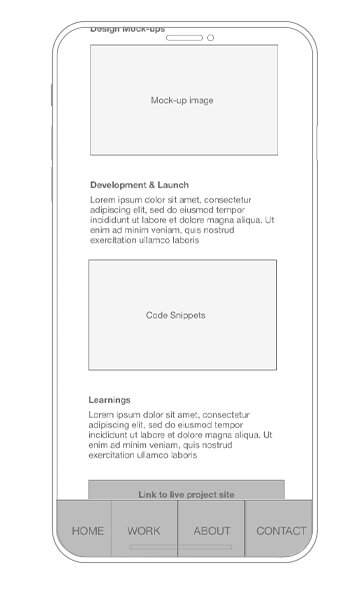 Design Mock-ups
Mock-up image
Development & Launch
Lorem ipsum dolor sit amet, consectetur
adipiscing elit, sed do eiusmod tempor
incididunt ut labore et dolore magna aliqua. Ut
enim ad minim veniam, quis nostrud
exercitation ullamco laboris
Code Snippets
Learnings
Lorem ipsum dolor sit amet, consectetur
adipiscing elit, sed do eiusmod tempor
incididunt ut labore et dolore magna aliqua. Ut
enim ad minim veniam, quis nostrud
exercitation ullamco laboris
Link to live project site
HOME WORK ABOUT CONTACT